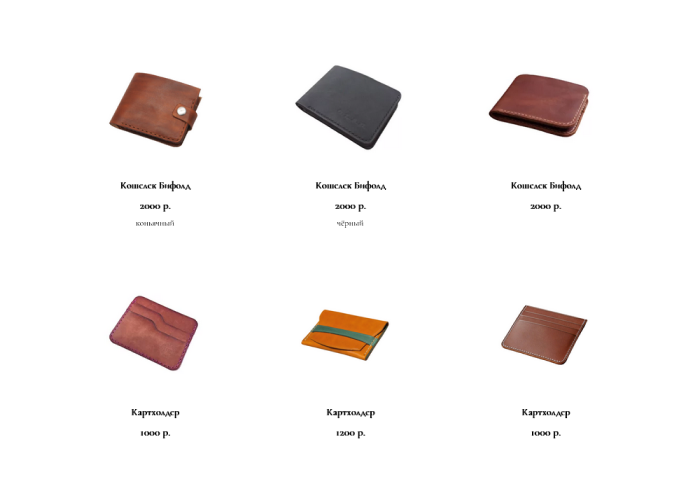 Кошелек Бифолд
Кошелек Бифолд
Кошелек Бифолд
2000 р.
2000 р.
2000 р.
коньячный
чёрный
Картхолдер
Картхолдер
Картхолдер
1000 р.
1200 р.
1000 р.